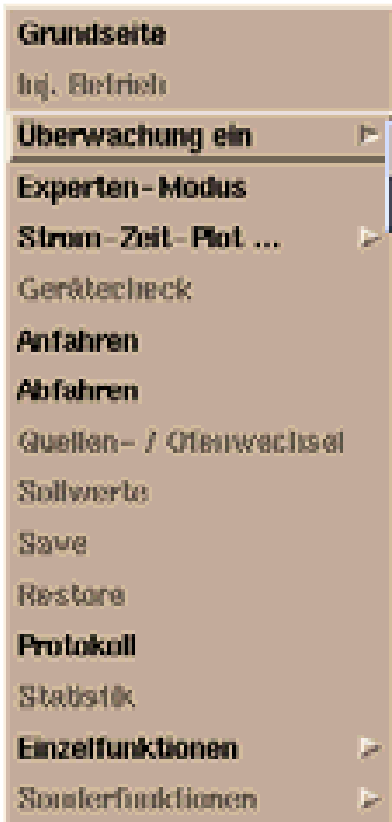 Grundseite
Inj. Betrieb
Überwachung ein
Experten-Modus
Strom-Zeit-Plot ...
Gerätecheck
Anfahren
Abfahren
Quellen- / Ofenwechsel
Sollwerte
Save
Restore
Protokoll
Statistik
Einzelfunktionen
Sonderfunktionen